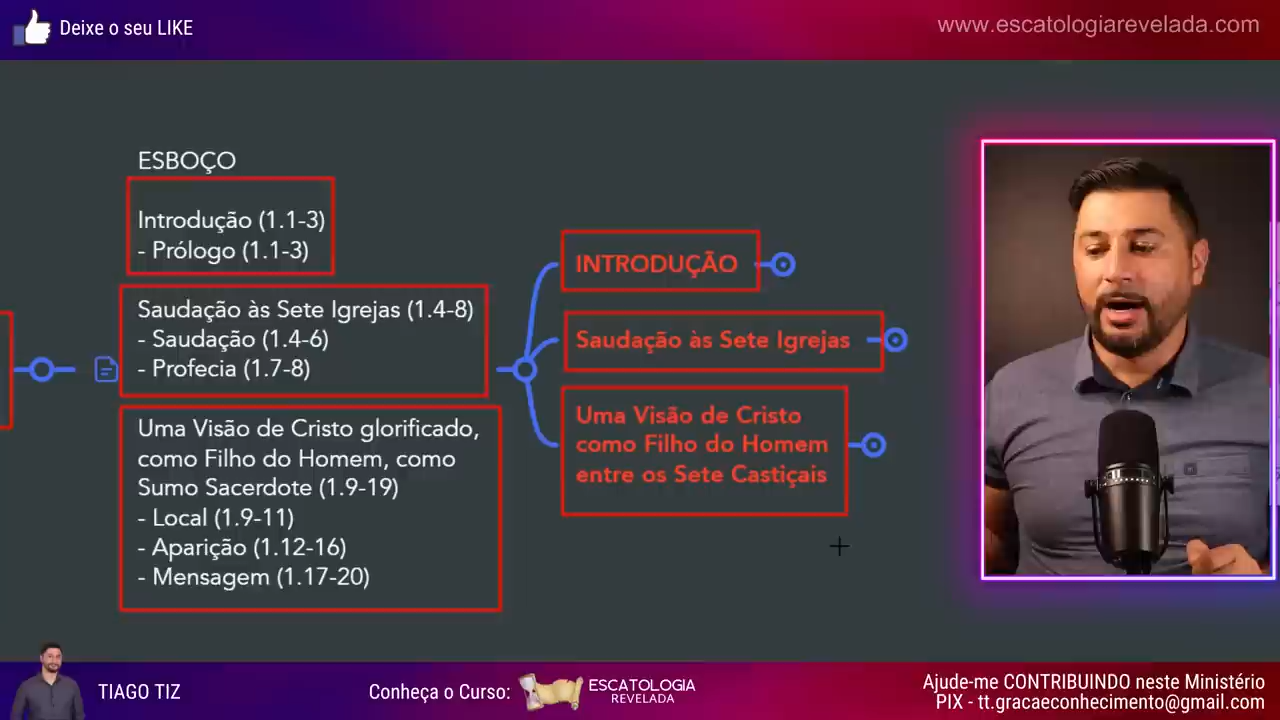 Deixe o seu LIKE
www.escatologiarevelada.com
ESBOÇO
Introdução (1.1-3)
- Prólogo (1.1-3)
Saudação às Sete Igrejas (1.4-8)
- Saudação (1.4-6)
- Profecia (1.7-8)
Uma Visão de Cristo glorificado,
como Filho do Homem, como
Sumo Sacerdote (1.9-19)
- Local (1.9-11)
- Aparição (1.12-16)
- Mensagem (1.17-20)
INTRODUÇÃO
Saudação às Sete Igrejas
Uma Visão de Cristo
como Filho do Homem
entre os Sete Castiçais
TIAGO TIZ
Conheça o Curso:
ESCATOLOGIA
REVELADA
Ajude-me CONTRIBUINDO neste Ministério
PIX - tt.gracaeconhecimento@gmail.com